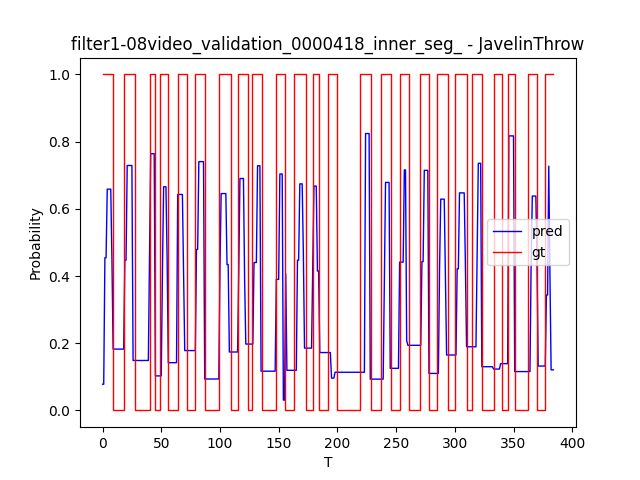 filter1-08video_validation_0000418_inner_seg_ - JavelinThrow
1.0
0.8
0.6
0.4
0.2
0.0
Probability
pred
gt
0 50 100 150 200 250 300 350 400
T